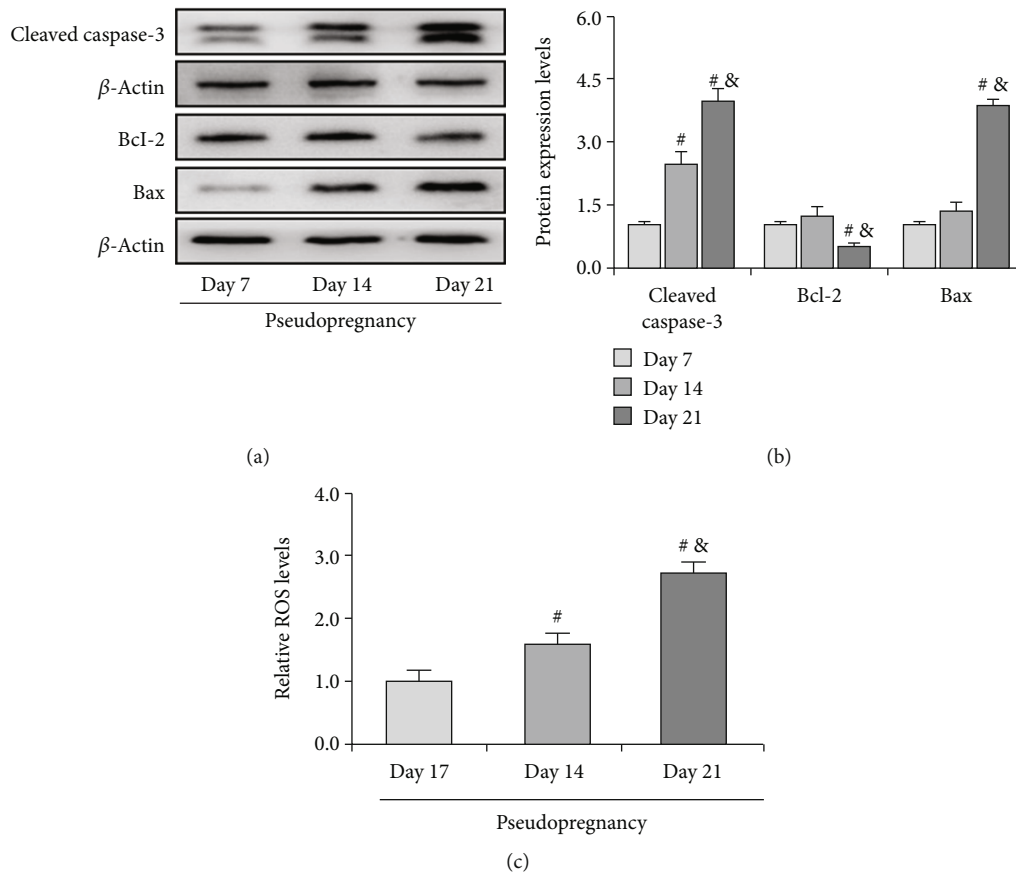 Cleaved caspase-3
β-Actin
BcI-2
Bax
β-Actin
Day 7 Day 14 Day 21
Pseudopregnancy
(a)
Protein expression levels
6.0
4.5
3.0
1.5
0.0
#
# &
# &
# &
Cleaved
caspase-3
Bcl-2
Bax
Day 7
Day 14
Day 21
(b)
Relative ROS levels
4.0
3.0
2.0
1.0
0.0
#
# &
Day 17 Day 14 Day 21
Pseudopregnancy
(c)